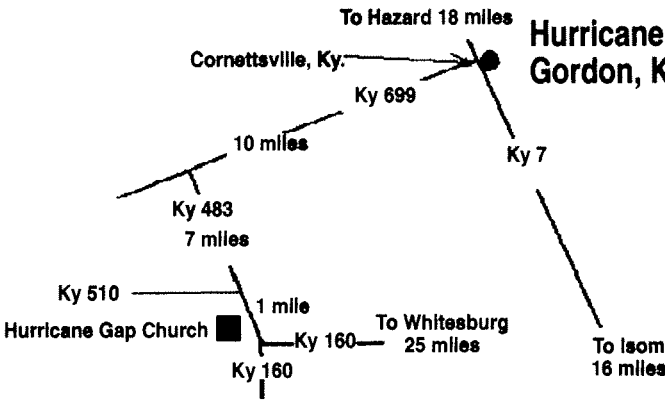 To Hazard 18 miles
Hurricane
Gordon, K
Cornettsville, Ky.
Ky 699
10 miles
Ky 7
Ky 483
7 miles
Ky 510
1 mile
Hurricane Gap Church
Ky 160
To Whitesburg
25 miles
To Isom
16 miles
Ky 160